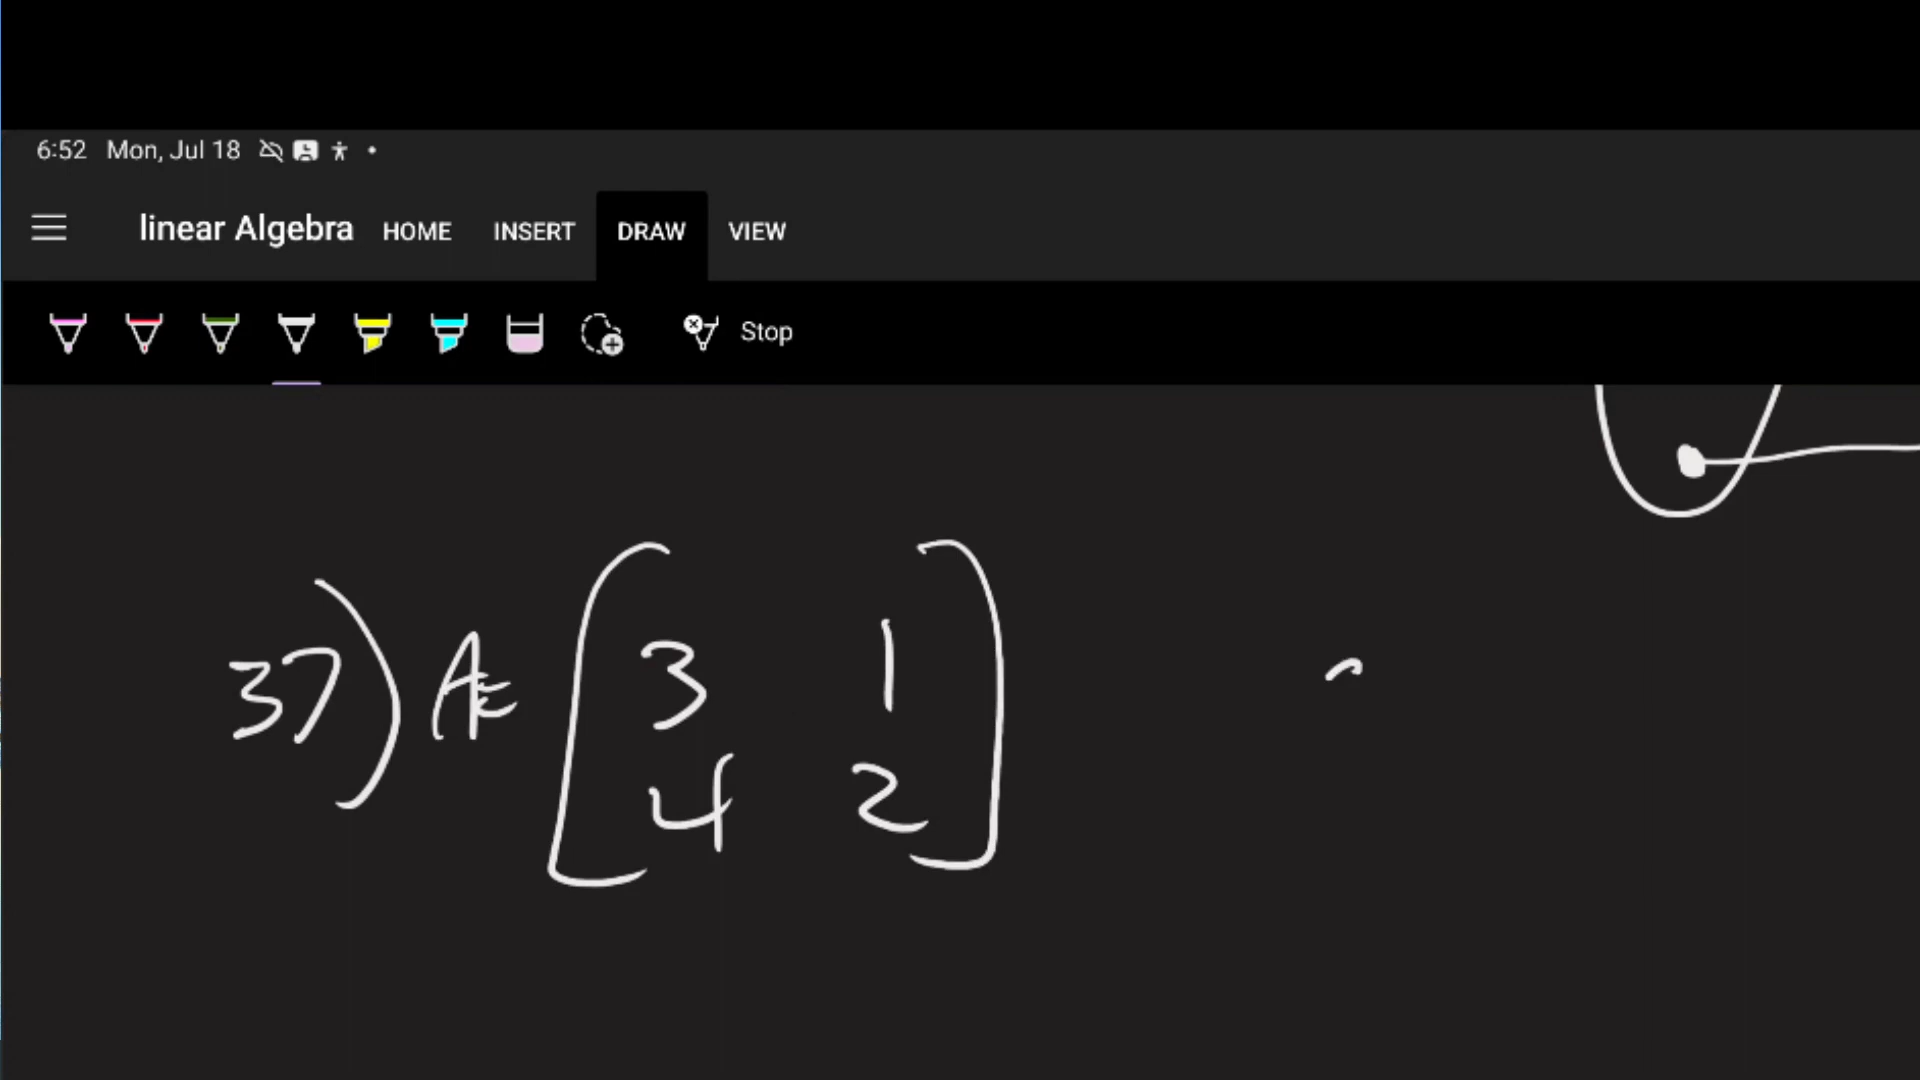 6:52 Mon, Jul 18
linear Algebra HOME INSERT DRAW VIEW
Stop
37) A= [ 3 1
4 2 ]